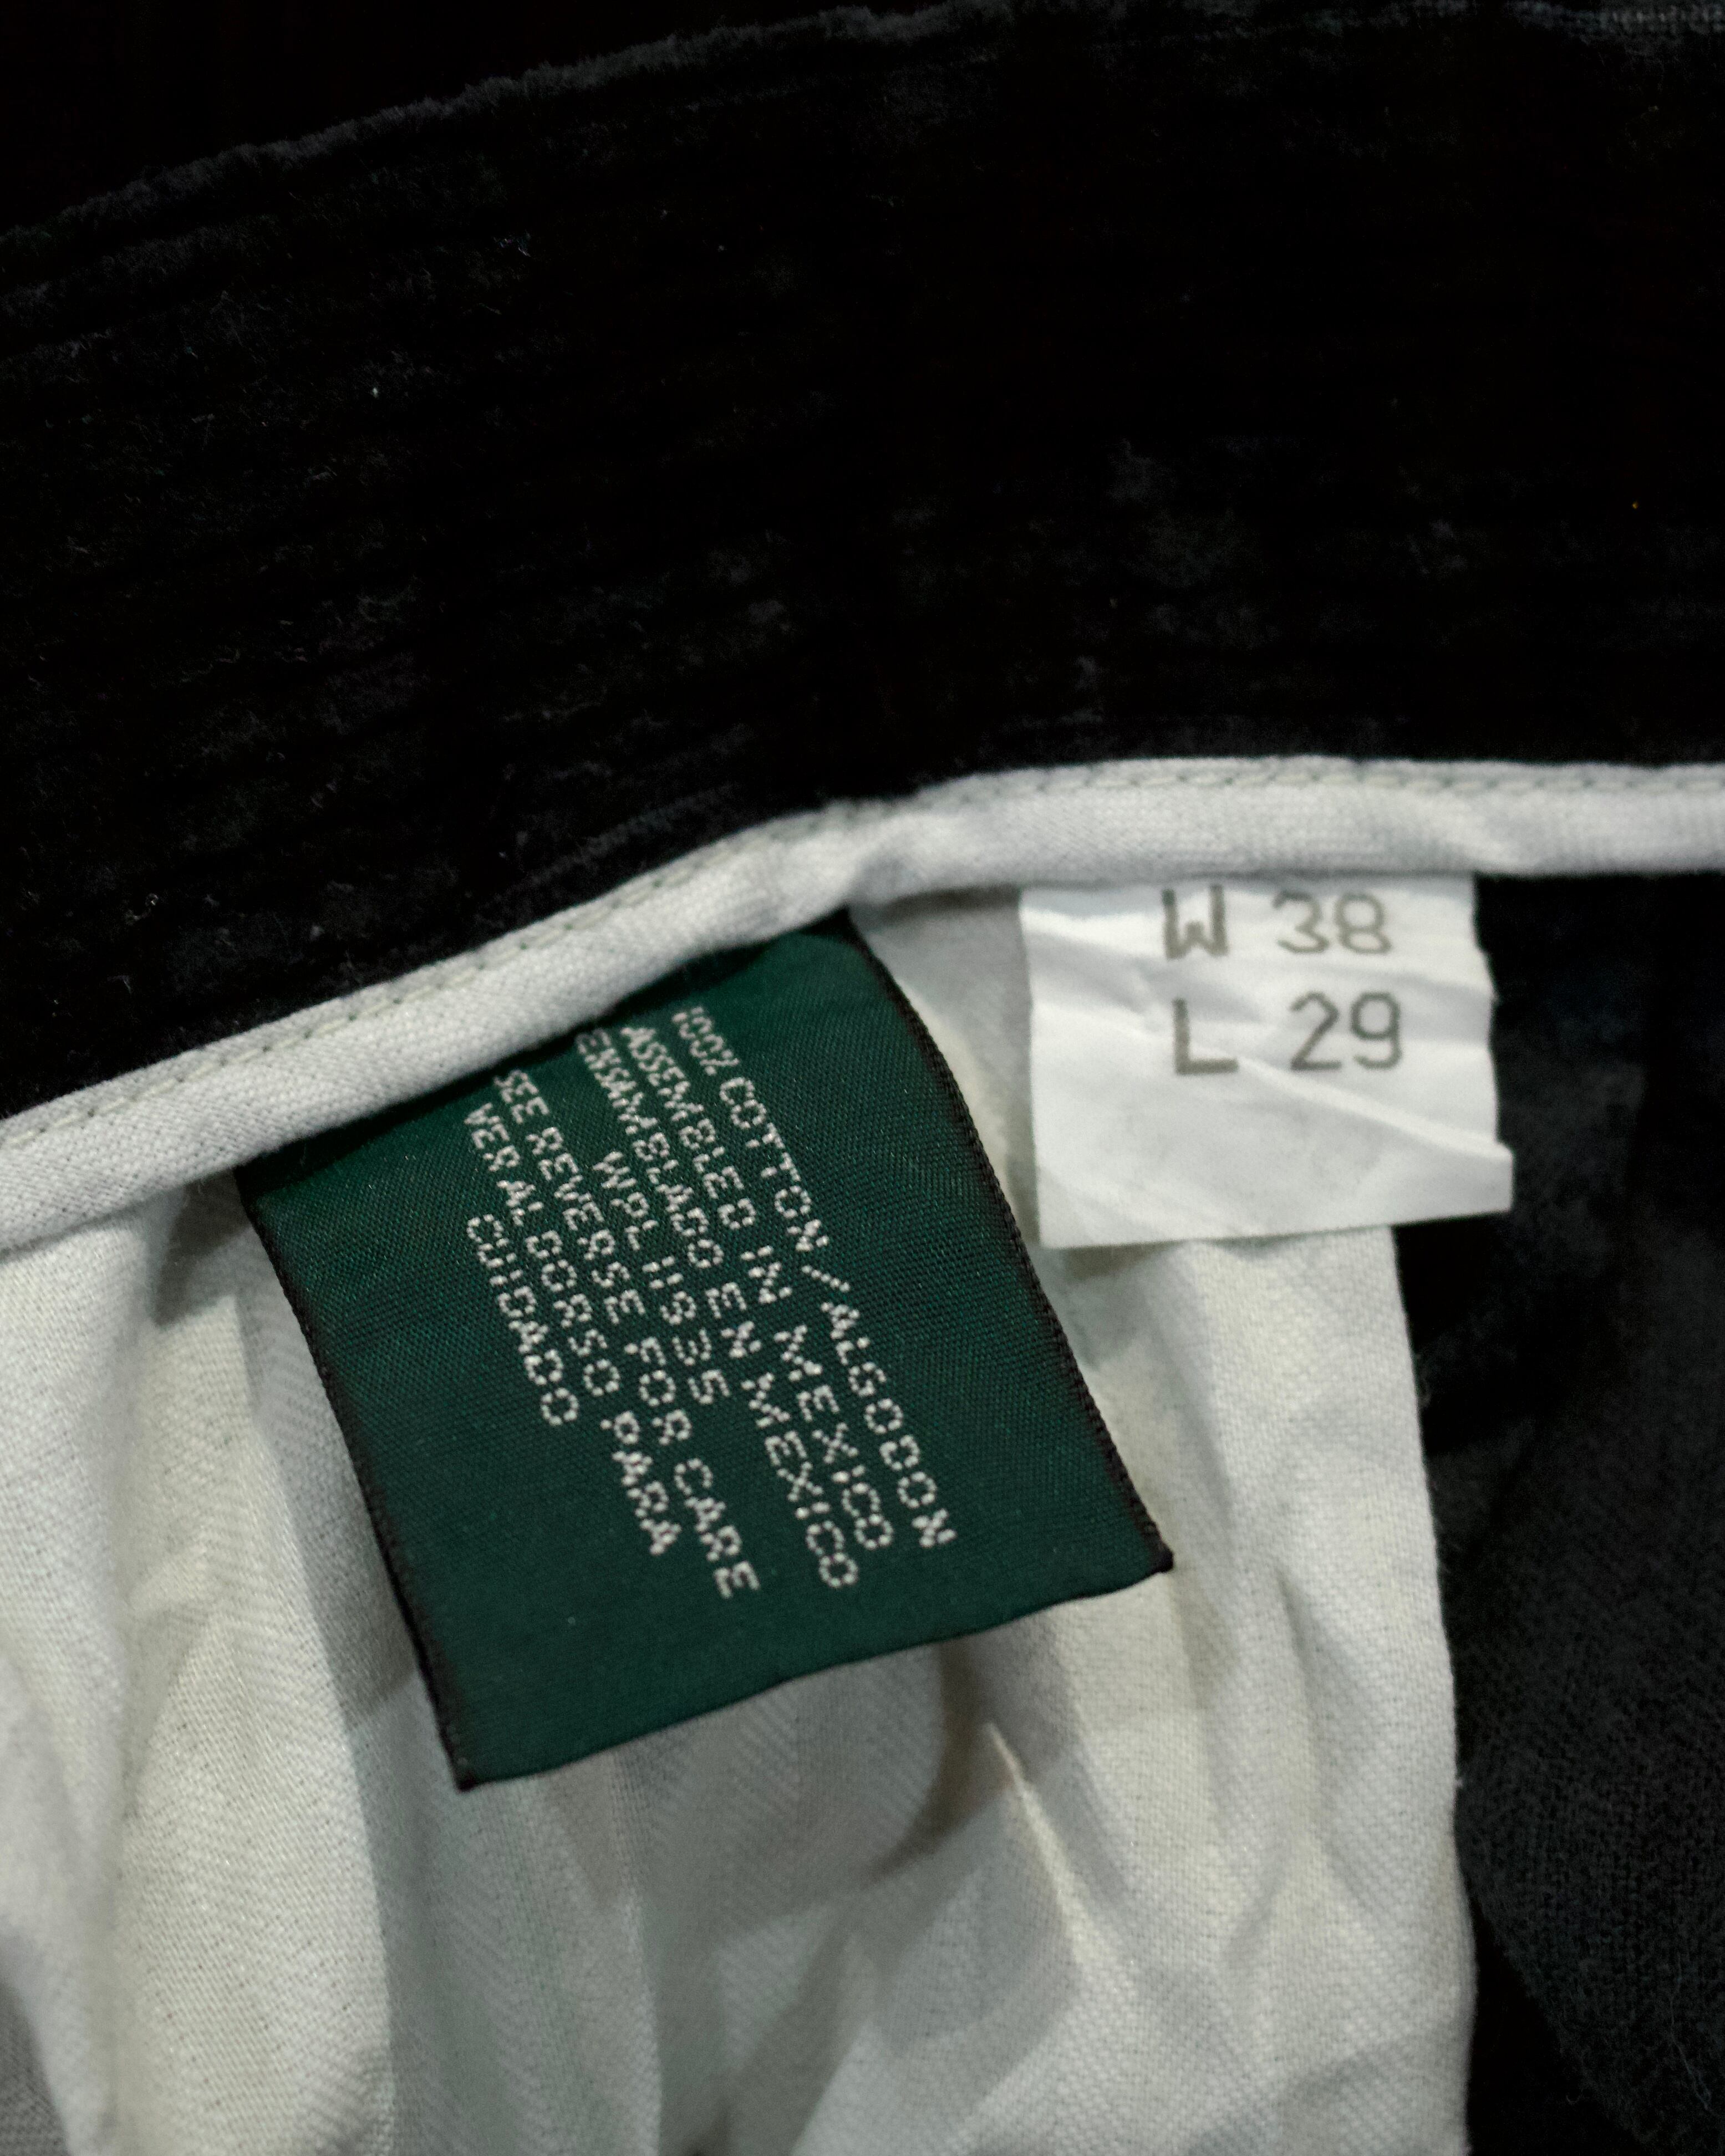 100% COTTON/ALGODON
ASSEMBLED IN MEXICO
ENSAMBLADO EN MEXICO
WPL 11935
SEE REVERSE FOR CARE
VER AL DORSO PARA
CUIDADO
W 38
L 29